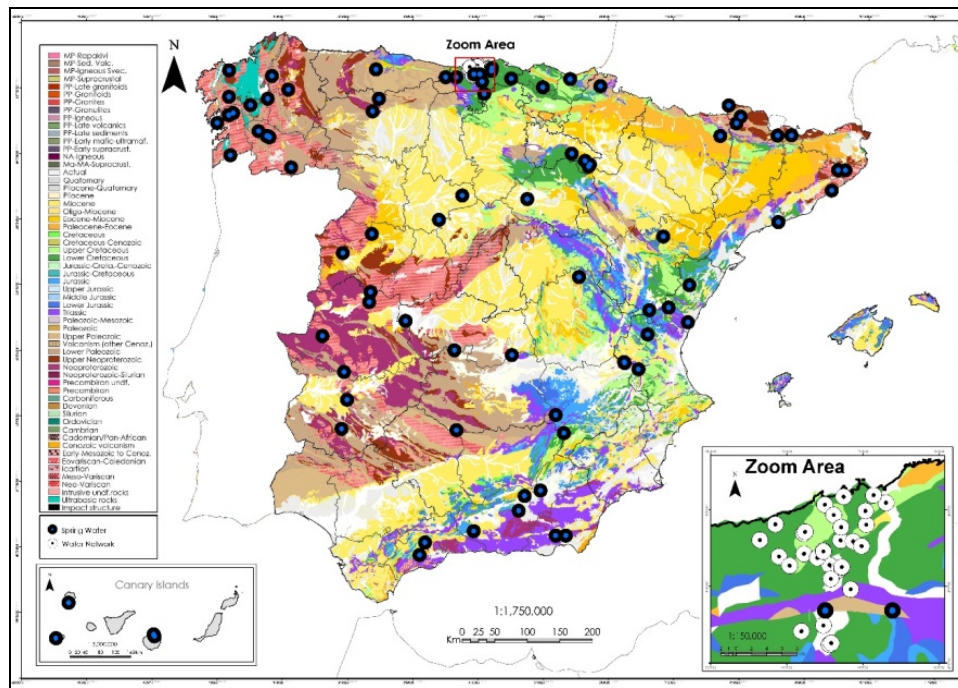 Zoom Area
N
MP-Rapakivi
MP-Sed. Volc.
MP-Igneous Svec.
MP-Supracrustal
PP-Late granitoids
PP-Granitoids
PP-Granites
PP-Granulites
PP-Igneous
PP-Late volcanics
PP-Late sediments
PP-Early mafic-ultramaf.
PP-Early supracrust.
NA-Igneous
Ma-MA-Supracrust.
Actual
Quaternary
Pliocene-Quaternary
Pliocene
Miocene
Oligo-Miocene
Eocene-Miocene
Paleocene-Eocene
Cretaceous
Cretaceous Cenozoic
Upper Cretaceous
Lower Cretaceous
Jurassic-Creta.-Cenozoic
Jurassic-Cretaceous
Jurassic
Upper Jurassic
Middle Jurassic
Lower Jurassic
Triassic
Paleozoic-Mesozoic
Paleozoic
Upper Paleozoic
Volcanism (other Cenoz.)
Lower Paleozoic
Upper Neoproterozoic
Neoproterozoic
Neoproterozoic-Silurian
Precambrian undf.
Precambrian
Carboniferous
Devonian
Silurian
Ordovician
Cambrian
Cadomian/Pan-African
Cenozoic volcanism
Early Mesozoic to Cenoz.
Eovariscan-Caledonian
Icartian
Meso-Variscan
Neo-Variscan
Intrusive undf.rocks
Ultrabasic rocks
Impact structure
Spring Water
Water Network
Canary Islands
1:1,750,000
Km 0 25 50 100 150 200
Zoom Area
N
1:150,000